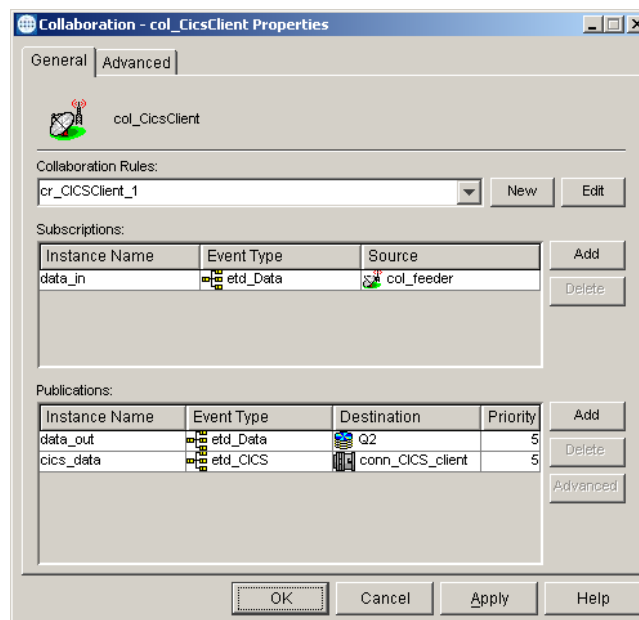 Collaboration - col_CicsClient Properties
General Advanced
col_CicsClient
Collaboration Rules:
cr_CICSClient_1 New Edit
Subscriptions:
Instance Name Event Type Source Add
data_in etd_Data col_feeder
Delete
Publications:
Instance Name Event Type Destination Priority Add
data_out etd_Data Q2 5
Delete
cics_data etd_CICS conn_CICS_client 5
Advanced
OK Cancel Apply Help